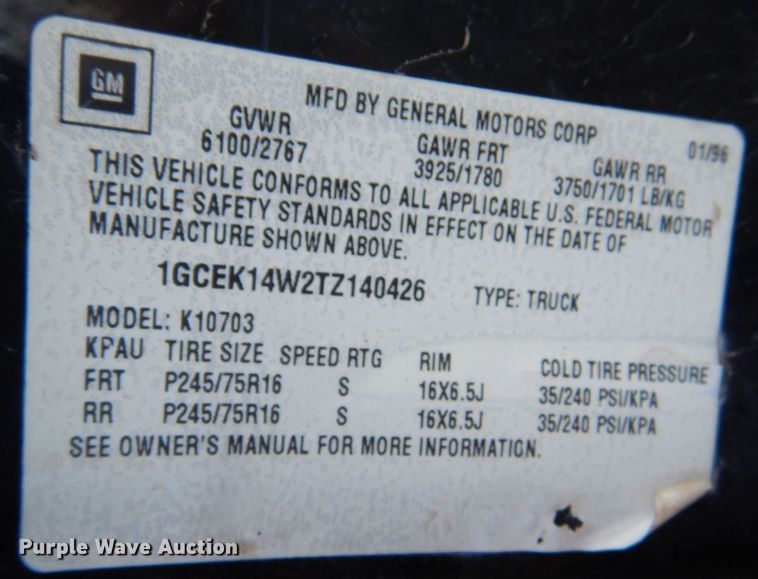 GM
MFD BY GENERAL MOTORS CORP 01/96
GVWR GAWR FRT GAWR RR
6100/2767 3925/1780 3750/1701 LB/KG
THIS VEHICLE CONFORMS TO ALL APPLICABLE U.S. FEDERAL MOTOR
VEHICLE SAFETY STANDARDS IN EFFECT ON THE DATE OF
MANUFACTURE SHOWN ABOVE.
1GCEK14W2TZ140426 TYPE: TRUCK
MODEL: K10703
KPAU TIRE SIZE SPEED RTG RIM COLD TIRE PRESSURE
FRT P245/75R16 S 16X6.5J 35/240 PSI/KPA
RR P245/75R16 S 16X6.5J 35/240 PSI/KPA
SEE OWNER'S MANUAL FOR MORE INFORMATION.
Purple Wave Auction